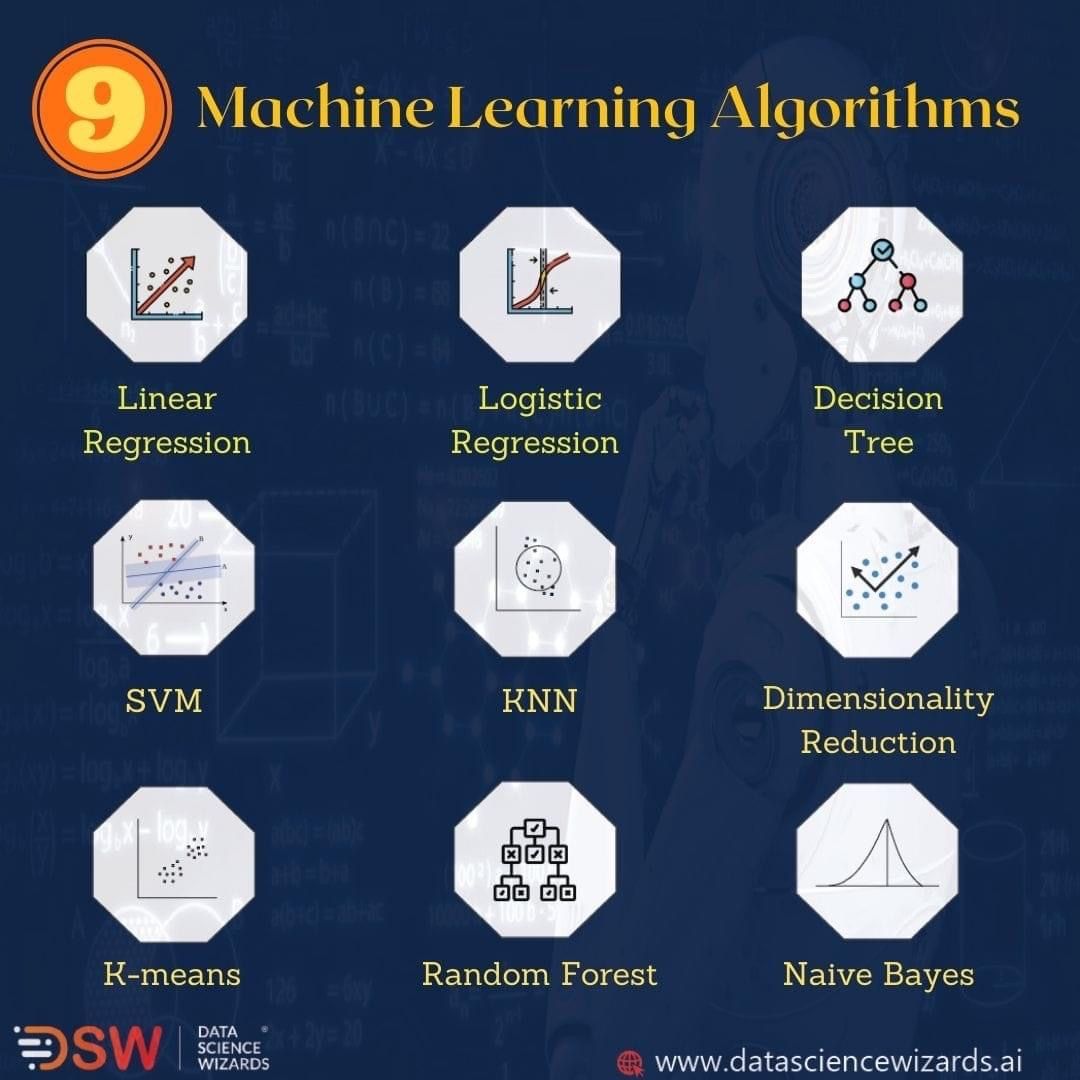 9 Machine Learning Algorithms
Linear
Regression
Logistic
Regression
Decision
Tree
SVM
KNN
Dimensionality
Reduction
K-means
Random Forest
Naive Bayes
DSW
DATA
SCIENCE
WIZARDS
®
www.datasciencewizards.ai